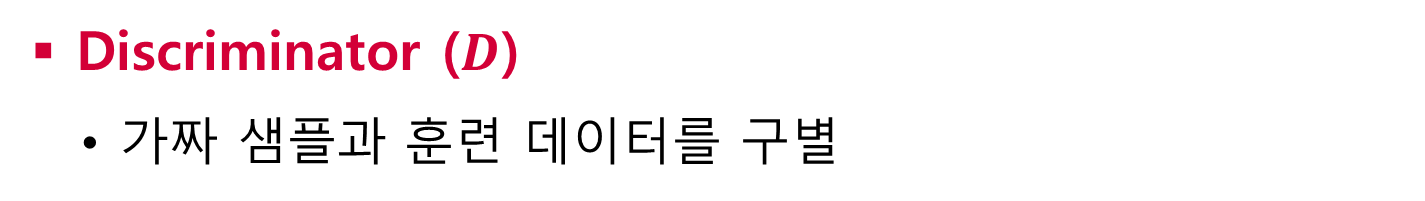 ▪ Discriminator (D)
• 가짜 샘플과 훈련 데이터를 구별